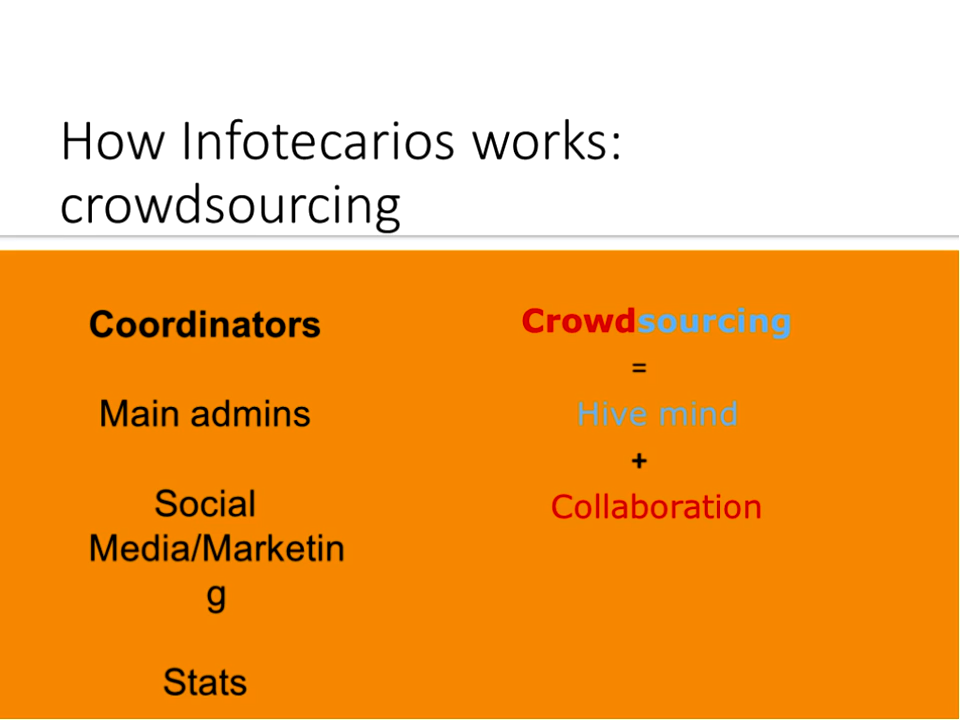 How Infotecarios works:
crowdsourcing
Coordinators
Main admins
Social
Media/Marketin
g
Stats
Crowdsourcing
=
Hive mind
+
Collaboration